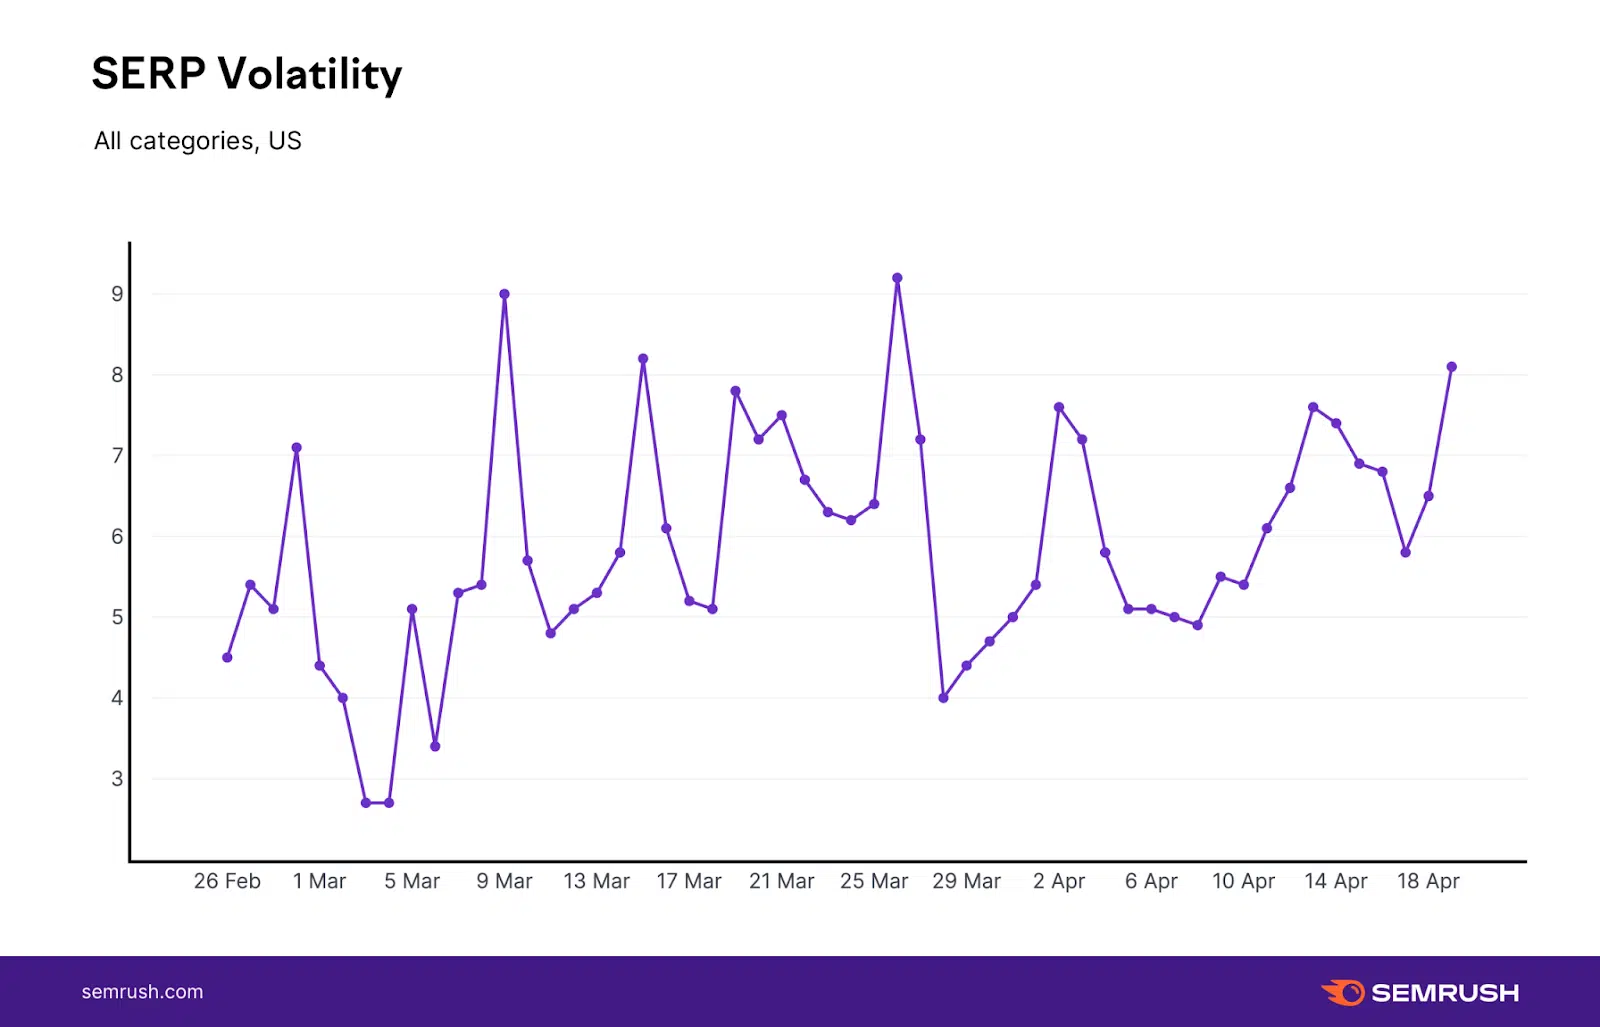 SERP Volatility
All categories, US
9
8
7
6
5
4
3
26 Feb 1 Mar 5 Mar 9 Mar 13 Mar 17 Mar 21 Mar 25 Mar 29 Mar 2 Apr 6 Apr 10 Apr 14 Apr 18 Apr
semrush.com SEMRUSH